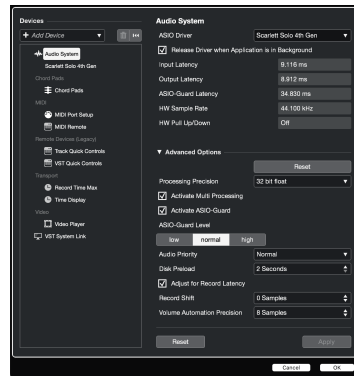 Devices
+ Add Device
Audio System
Scarlett Solo 4th Gen
Chord Pads
Chord Pads
MIDI
MIDI Port Setup
MIDI Remote
Remote Devices (Legacy)
Track Quick Controls
VST Quick Controls
Transport
Record Time Max
Time Display
Video
Video Player
VST System Link
Audio System
ASIO Driver Scarlett Solo 4th Gen
Release Driver when Application is in Background
Input Latency 9.116 ms
Output Latency 8.912 ms
ASIO-Guard Latency 34.830 ms
HW Sample Rate 44.100 kHz
HW Pull Up/Down Off
Advanced Options
Reset
Processing Precision 32 bit float
Activate Multi Processing
Activate ASIO-Guard
ASIO-Guard Level
low normal high
Audio Priority Normal
Disk Preload 2 Seconds
Adjust for Record Latency
Record Shift 0 Samples
Volume Automation Precision 8 Samples
Reset Apply
Cancel OK